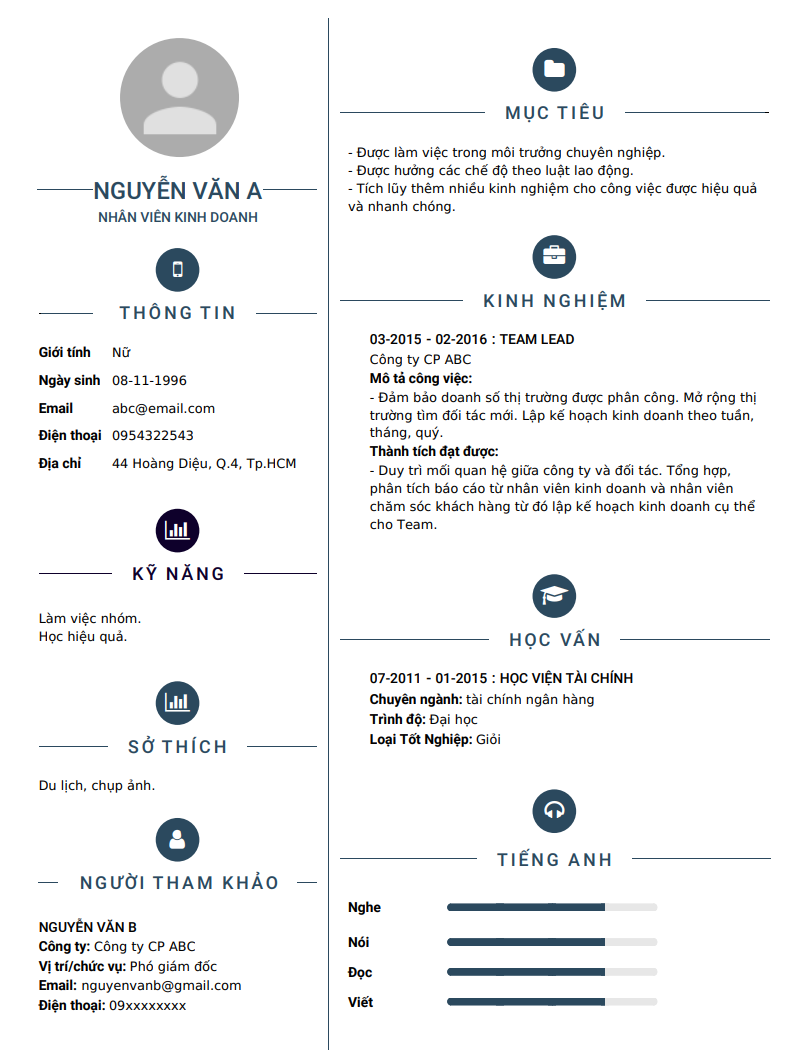 NGUYỄN VĂN A
NHÂN VIÊN KINH DOANH
THÔNG TIN
Giới tính Nữ
Ngày sinh 08-11-1996
Email abc@email.com
Điện thoại 0954322543
Địa chỉ 44 Hoàng Diệu, Q.4, Tp.HCM
KỸ NĂNG
Làm việc nhóm.
Học hiệu quả.
SỞ THÍCH
Du lịch, chụp ảnh.
NGƯỜI THAM KHẢO
NGUYỄN VĂN B
Công ty: Công ty CP ABC
Vị trí/chức vụ: Phó giám đốc
Email: nguyenvanb@gmail.com
Điện thoại: 09xxxxxxxx
MỤC TIÊU
- Được làm việc trong môi trưởng chuyên nghiệp.
- Được hưởng các chế độ theo luật lao động.
- Tích lũy thêm nhiều kinh nghiệm cho công việc được hiệu quả
và nhanh chóng.
KINH NGHIỆM
03-2015 - 02-2016 : TEAM LEAD
Công ty CP ABC
Mô tả công việc:
- Đảm bảo doanh số thị trường được phân công. Mở rộng thị
trường tìm đối tác mới. Lập kế hoạch kinh doanh theo tuần,
tháng, quý.
Thành tích đạt được:
- Duy trì mối quan hệ giữa công ty và đối tác. Tổng hợp,
phân tích báo cáo từ nhân viên kinh doanh và nhân viên
chăm sóc khách hàng từ đó lập kế hoạch kinh doanh cụ thể
cho Team.
HỌC VẤN
07-2011 - 01-2015 : HỌC VIỆN TÀI CHÍNH
Chuyên ngành: tài chính ngân hàng
Trình độ: Đại học
Loại Tốt Nghiệp: Giỏi
TIẾNG ANH
Nghe
Nói
Đọc
Viết